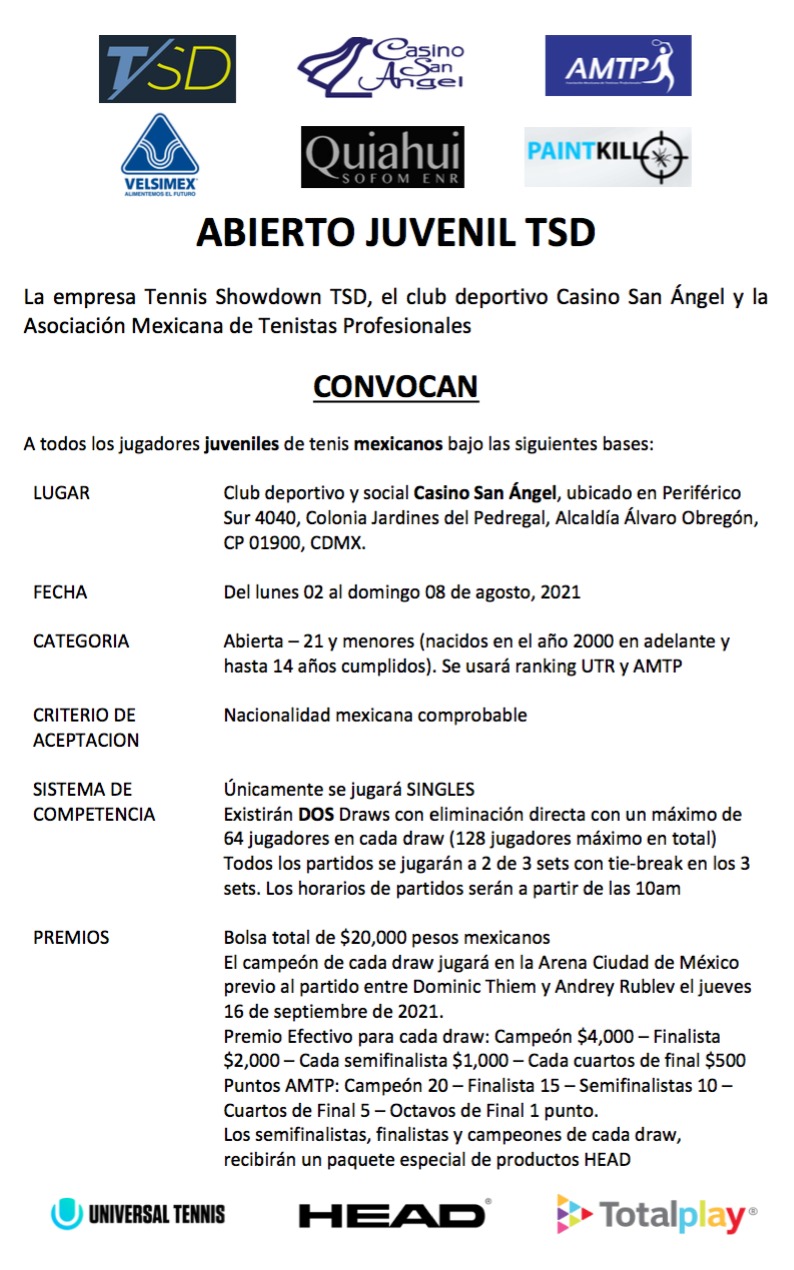 TSD
Casino
San
Angel
AMTP
VELSIMEX
ALIMENTEMOS EL FUTURO
Quiahui
SOFOM ENR
PAINTKILL
ABIERTO JUVENIL TSD
La empresa Tennis Showdown TSD, el club deportivo Casino San Ángel y la
Asociación Mexicana de Tenistas Profesionales
CONVOCAN
A todos los jugadores juveniles de tenis mexicanos bajo las siguientes bases:
LUGAR Club deportivo y social Casino San Ángel, ubicado en Periférico
Sur 4040, Colonia Jardines del Pedregal, Alcaldía Álvaro Obregón,
CP 01900, CDMX.
FECHA Del lunes 02 al domingo 08 de agosto, 2021
CATEGORIA Abierta – 21 y menores (nacidos en el año 2000 en adelante y
hasta 14 años cumplidos). Se usará ranking UTR y AMTP
CRITERIO DE Nacionalidad mexicana comprobable
ACEPTACION
SISTEMA DE Únicamente se jugará SINGLES
COMPETENCIA Existirán DOS Draws con eliminación directa con un máximo de
64 jugadores en cada draw (128 jugadores máximo en total)
Todos los partidos se jugarán a 2 de 3 sets con tie-break en los 3
sets. Los horarios de partidos serán a partir de las 10am
PREMIOS Bolsa total de $20,000 pesos mexicanos
El campeón de cada draw jugará en la Arena Ciudad de México
previo al partido entre Dominic Thiem y Andrey Rublev el jueves
16 de septiembre de 2021.
Premio Efectivo para cada draw: Campeón $4,000 – Finalista
$2,000 – Cada semifinalista $1,000 – Cada cuartos de final $500
Puntos AMTP: Campeón 20 – Finalista 15 – Semifinalistas 10 –
Cuartos de Final 5 – Octavos de Final 1 punto.
Los semifinalistas, finalistas y campeones de cada draw,
recibirán un paquete especial de productos HEAD
UNIVERSAL TENNIS
HEAD®
Totalplay®